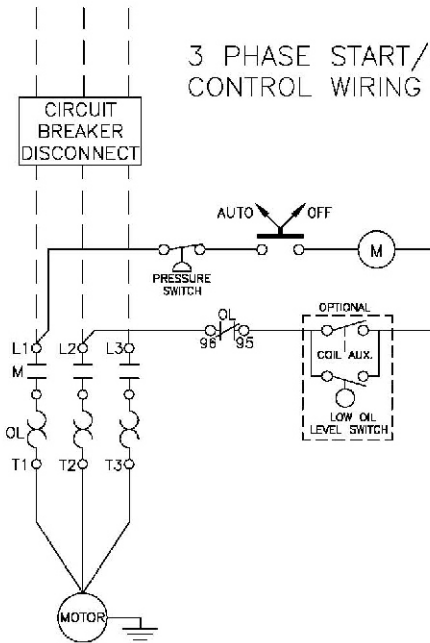 3 PHASE START/
CONTROL WIRING
CIRCUIT
BREAKER
DISCONNECT
AUTO OFF
M
PRESSURE
SWITCH
OPTIONAL
OL
96 95
L1 L2 L3
M
COIL AUX.
LOW OIL
LEVEL SWITCH
OL
T1 T2 T3
MOTOR